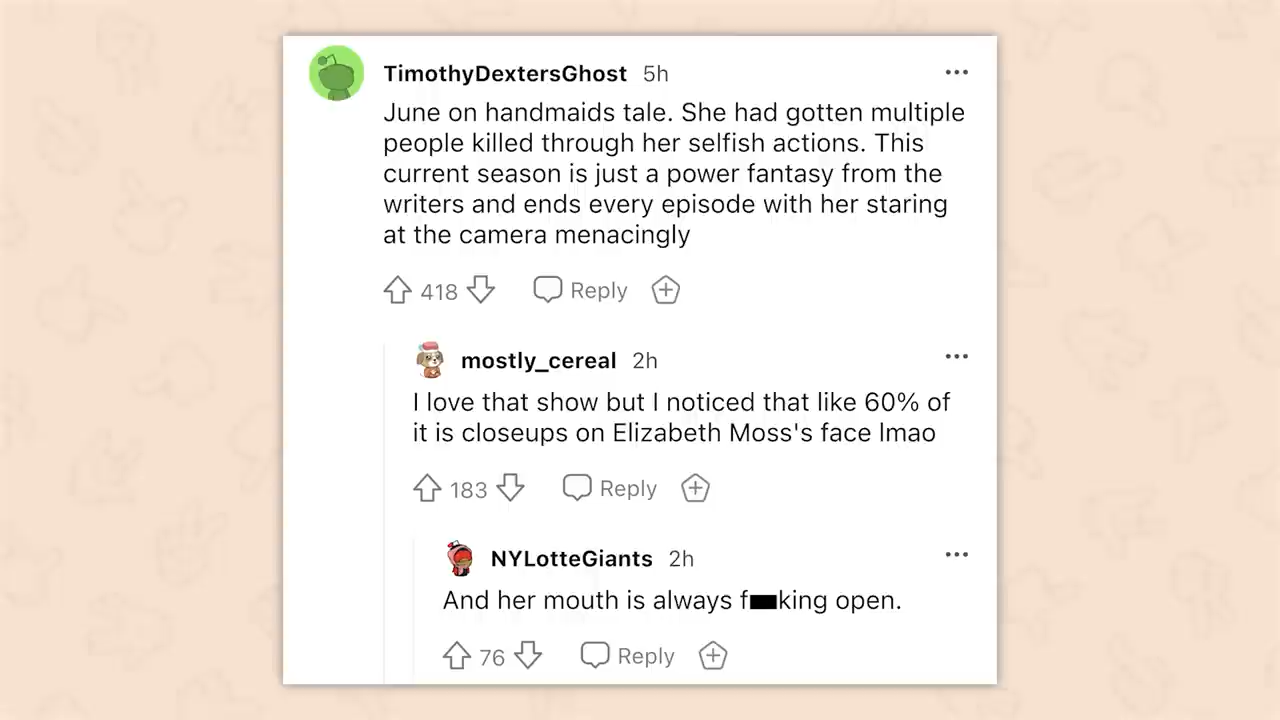 TimothyDextersGhost 5h
June on handmaids tale. She had gotten multiple
people killed through her selfish actions. This
current season is just a power fantasy from the
writers and ends every episode with her staring
at the camera menacingly
418 Reply
mostly_cereal 2h
I love that show but I noticed that like 60% of
it is closeups on Elizabeth Moss's face lmao
183 Reply
NYLotteGiants 2h
And her mouth is always f██king open.
76 Reply